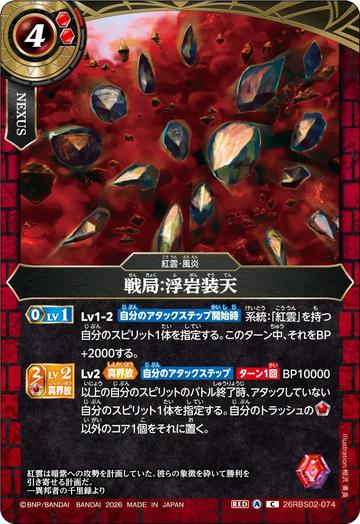 4
NEXUS
紅雲・風炎
戦局:浮岩装天
0 LV1 Lv1-2 自分のアタックステップ開始時 系統:「紅雲」を持つ
自分のスピリット1体を指定する。このターン中、それをBP
+2000する。
2 LV2 真界放 Lv2 真界放2 自分のアタックステップ ターン1回 BP10000
以上の自分のスピリットのバトル終了時、アタックしていない
自分のスピリット1体を指定する。自分のトラッシュの
以外のコア1個をそれに置く。
紅雲は暗紫への攻勢を計画していた。彼らの象徴を砕いて勝利を
引き寄せる計画だ。
―異邦者の千里録より
illustration:相沢 美良
©BNP/BANDAI BANDAI 2026 MADE IN JAPAN RED A C 26RBS02-074